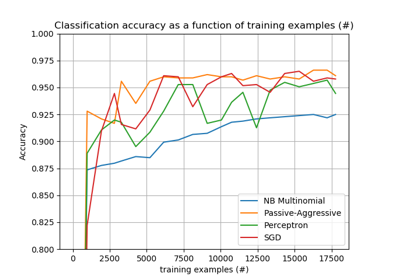 Classification accuracy as a function of training examples (#)
1.000
0.975
0.950
0.925
0.900
0.875
0.850
0.825
0.800
Accuracy
0 2500 5000 7500 10000 12500 15000 17500
training examples (#)
NB Multinomial
Passive-Aggressive
Perceptron
SGD